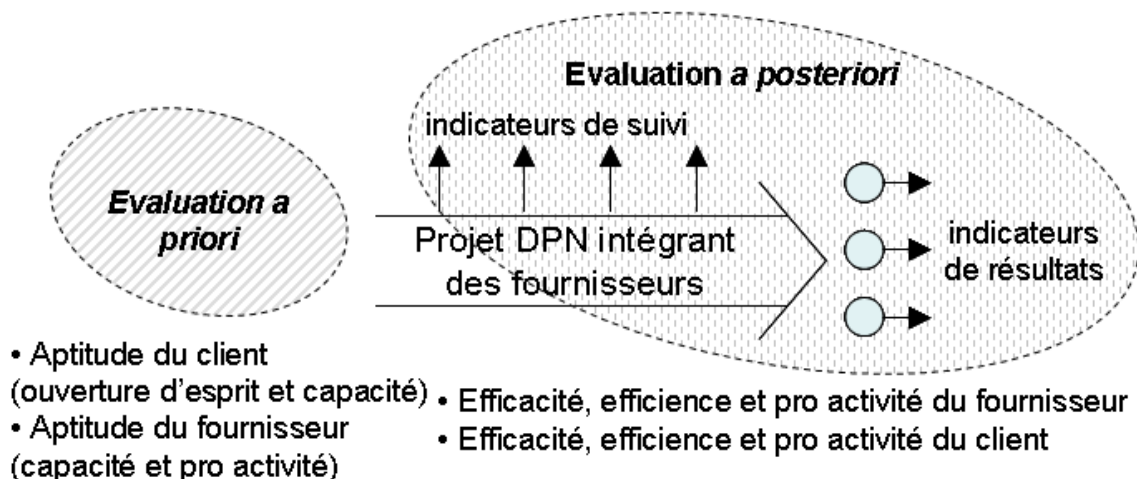 Evaluation a posteriori
indicateurs de suivi
Evaluation a
priori
Projet DPN intégrant
des fournisseurs
indicateurs
de résultats
• Aptitude du client
(ouverture d'esprit et capacité)
• Aptitude du fournisseur
(capacité et pro activité)
• Efficacité, efficience et pro activité du fournisseur
• Efficacité, efficience et pro activité du client